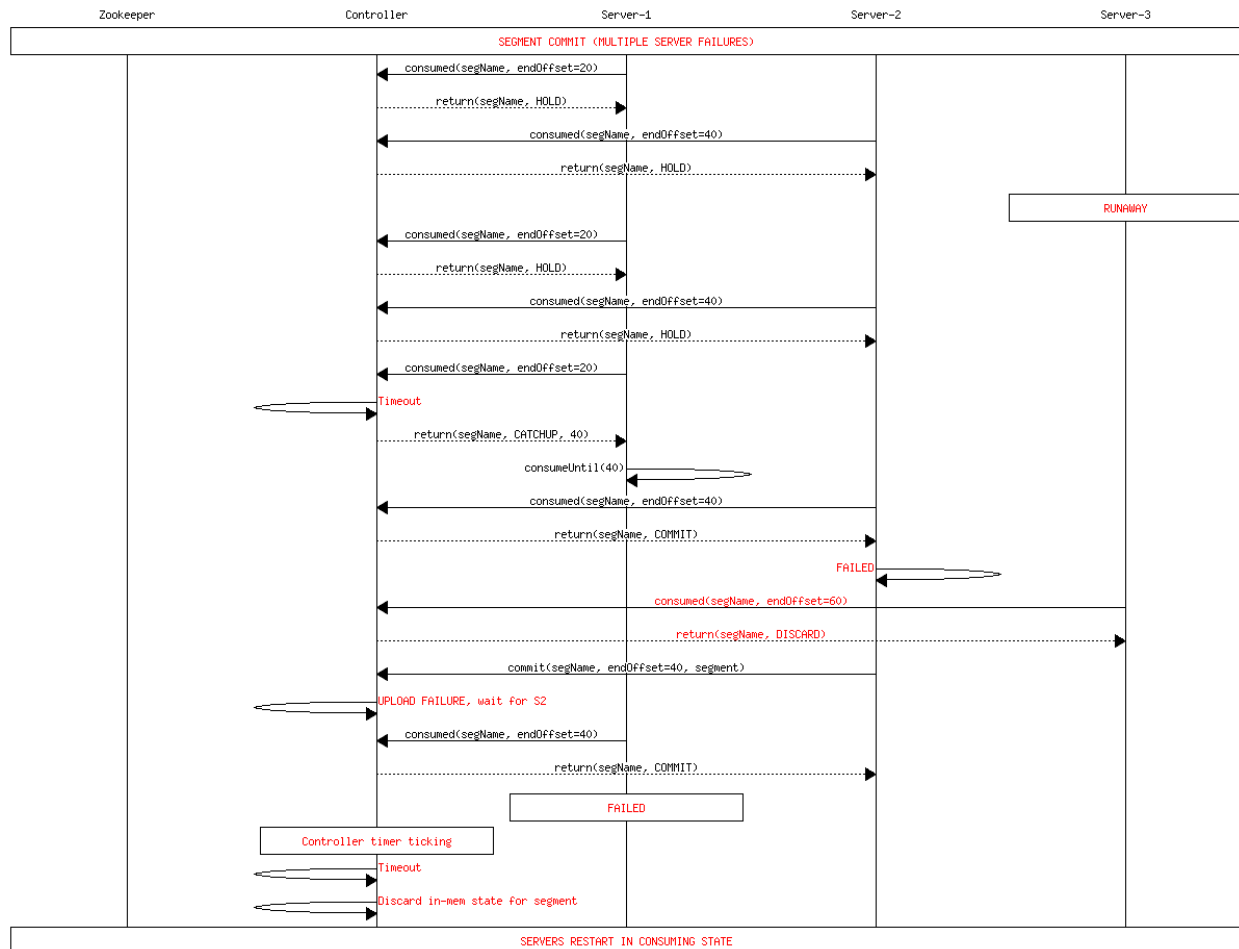 Zookeeper Controller Server-1 Server-2 Server-3
SEGMENT COMMIT (MULTIPLE SERVER FAILURES)
consumed(segName, endOffset=20)
return(segName, HOLD)
consumed(segName, endOffset=40)
return(segName, HOLD)
RUNAWAY
consumed(segName, endOffset=20)
return(segName, HOLD)
consumed(segName, endOffset=40)
return(segName, HOLD)
consumed(segName, endOffset=20)
Timeout
return(segName, CATCHUP, 40)
consumeUntil(40)
consumed(segName, endOffset=40)
return(segName, COMMIT)
FAILED
consumed(segName, endOffset=60)
return(segName, DISCARD)
commit(segName, endOffset=40, segment)
UPLOAD FAILURE, wait for S2
consumed(segName, endOffset=40)
return(segName, COMMIT)
FAILED
Controller timer ticking
Timeout
Discard in-mem state for segment
SERVERS RESTART IN CONSUMING STATE